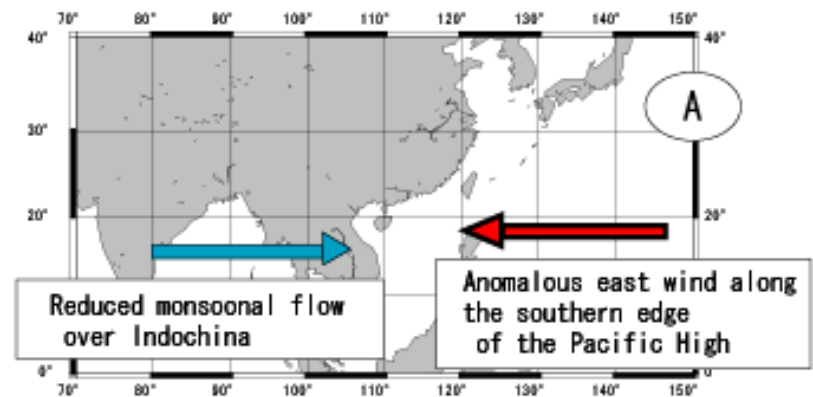 70° 80° 90° 100° 110° 120° 130° 140° 150°
40° 40°
A
30°
20° 20°
Anomalous east wind along
the southern edge
of the Pacific High
Reduced monsoonal flow
over Indochina
0° 0
70° 80° 90° 100° 110° 120° 130° 140° 150°